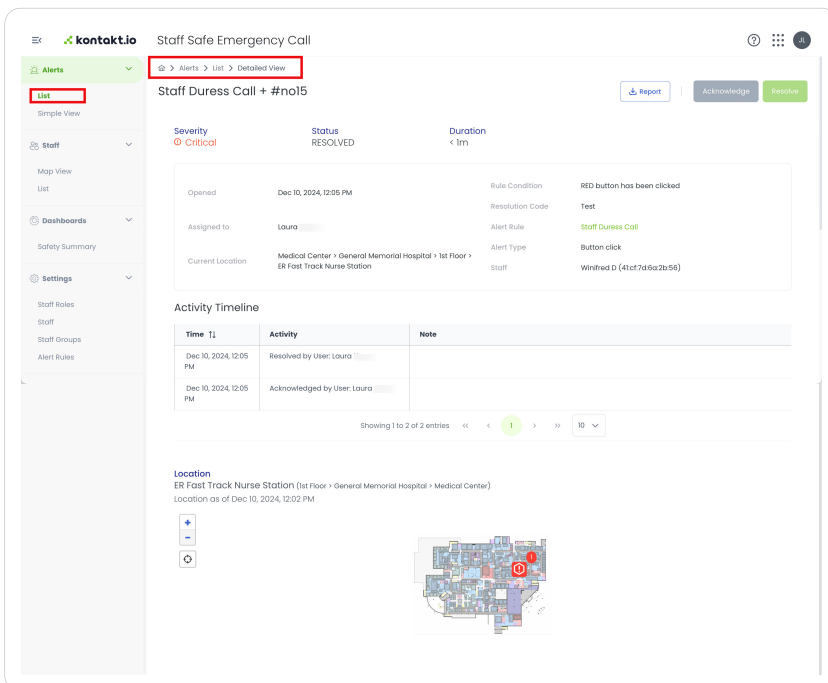 kontakt.io
Staff Safe Emergency Call
JL
Alerts
List
Simple View
Staff
Map View
List
Dashboards
Safety Summary
Settings
Staff Roles
Staff
Staff Groups
Alert Rules
> Alerts > List > Detailed View
Staff Duress Call + #no15
Report
Acknowledge
Resolve
Severity
Critical
Status
RESOLVED
Duration
< 1m
Opened
Dec 10, 2024, 12:05 PM
Assigned to
Laura
Current Location
Medical Center > General Memorial Hospital > 1st Floor >
ER Fast Track Nurse Station
Rule Condition
RED button has been clicked
Resolution Code
Test
Alert Rule
Staff Duress Call
Alert Type
Button click
Staff
Winifred D (41:cf:7d:6a:2b:56)
Activity Timeline
Time
Activity
Note
Dec 10, 2024, 12:05
PM
Resolved by User: Laura
Dec 10, 2024, 12:05
PM
Acknowledged by User: Laura
Showing 1 to 2 of 2 entries << < 1 > >> 10
Location
ER Fast Track Nurse Station (1st Floor > General Memorial Hospital > Medical Center)
Location as of Dec 10, 2024, 12:02 PM
+
-